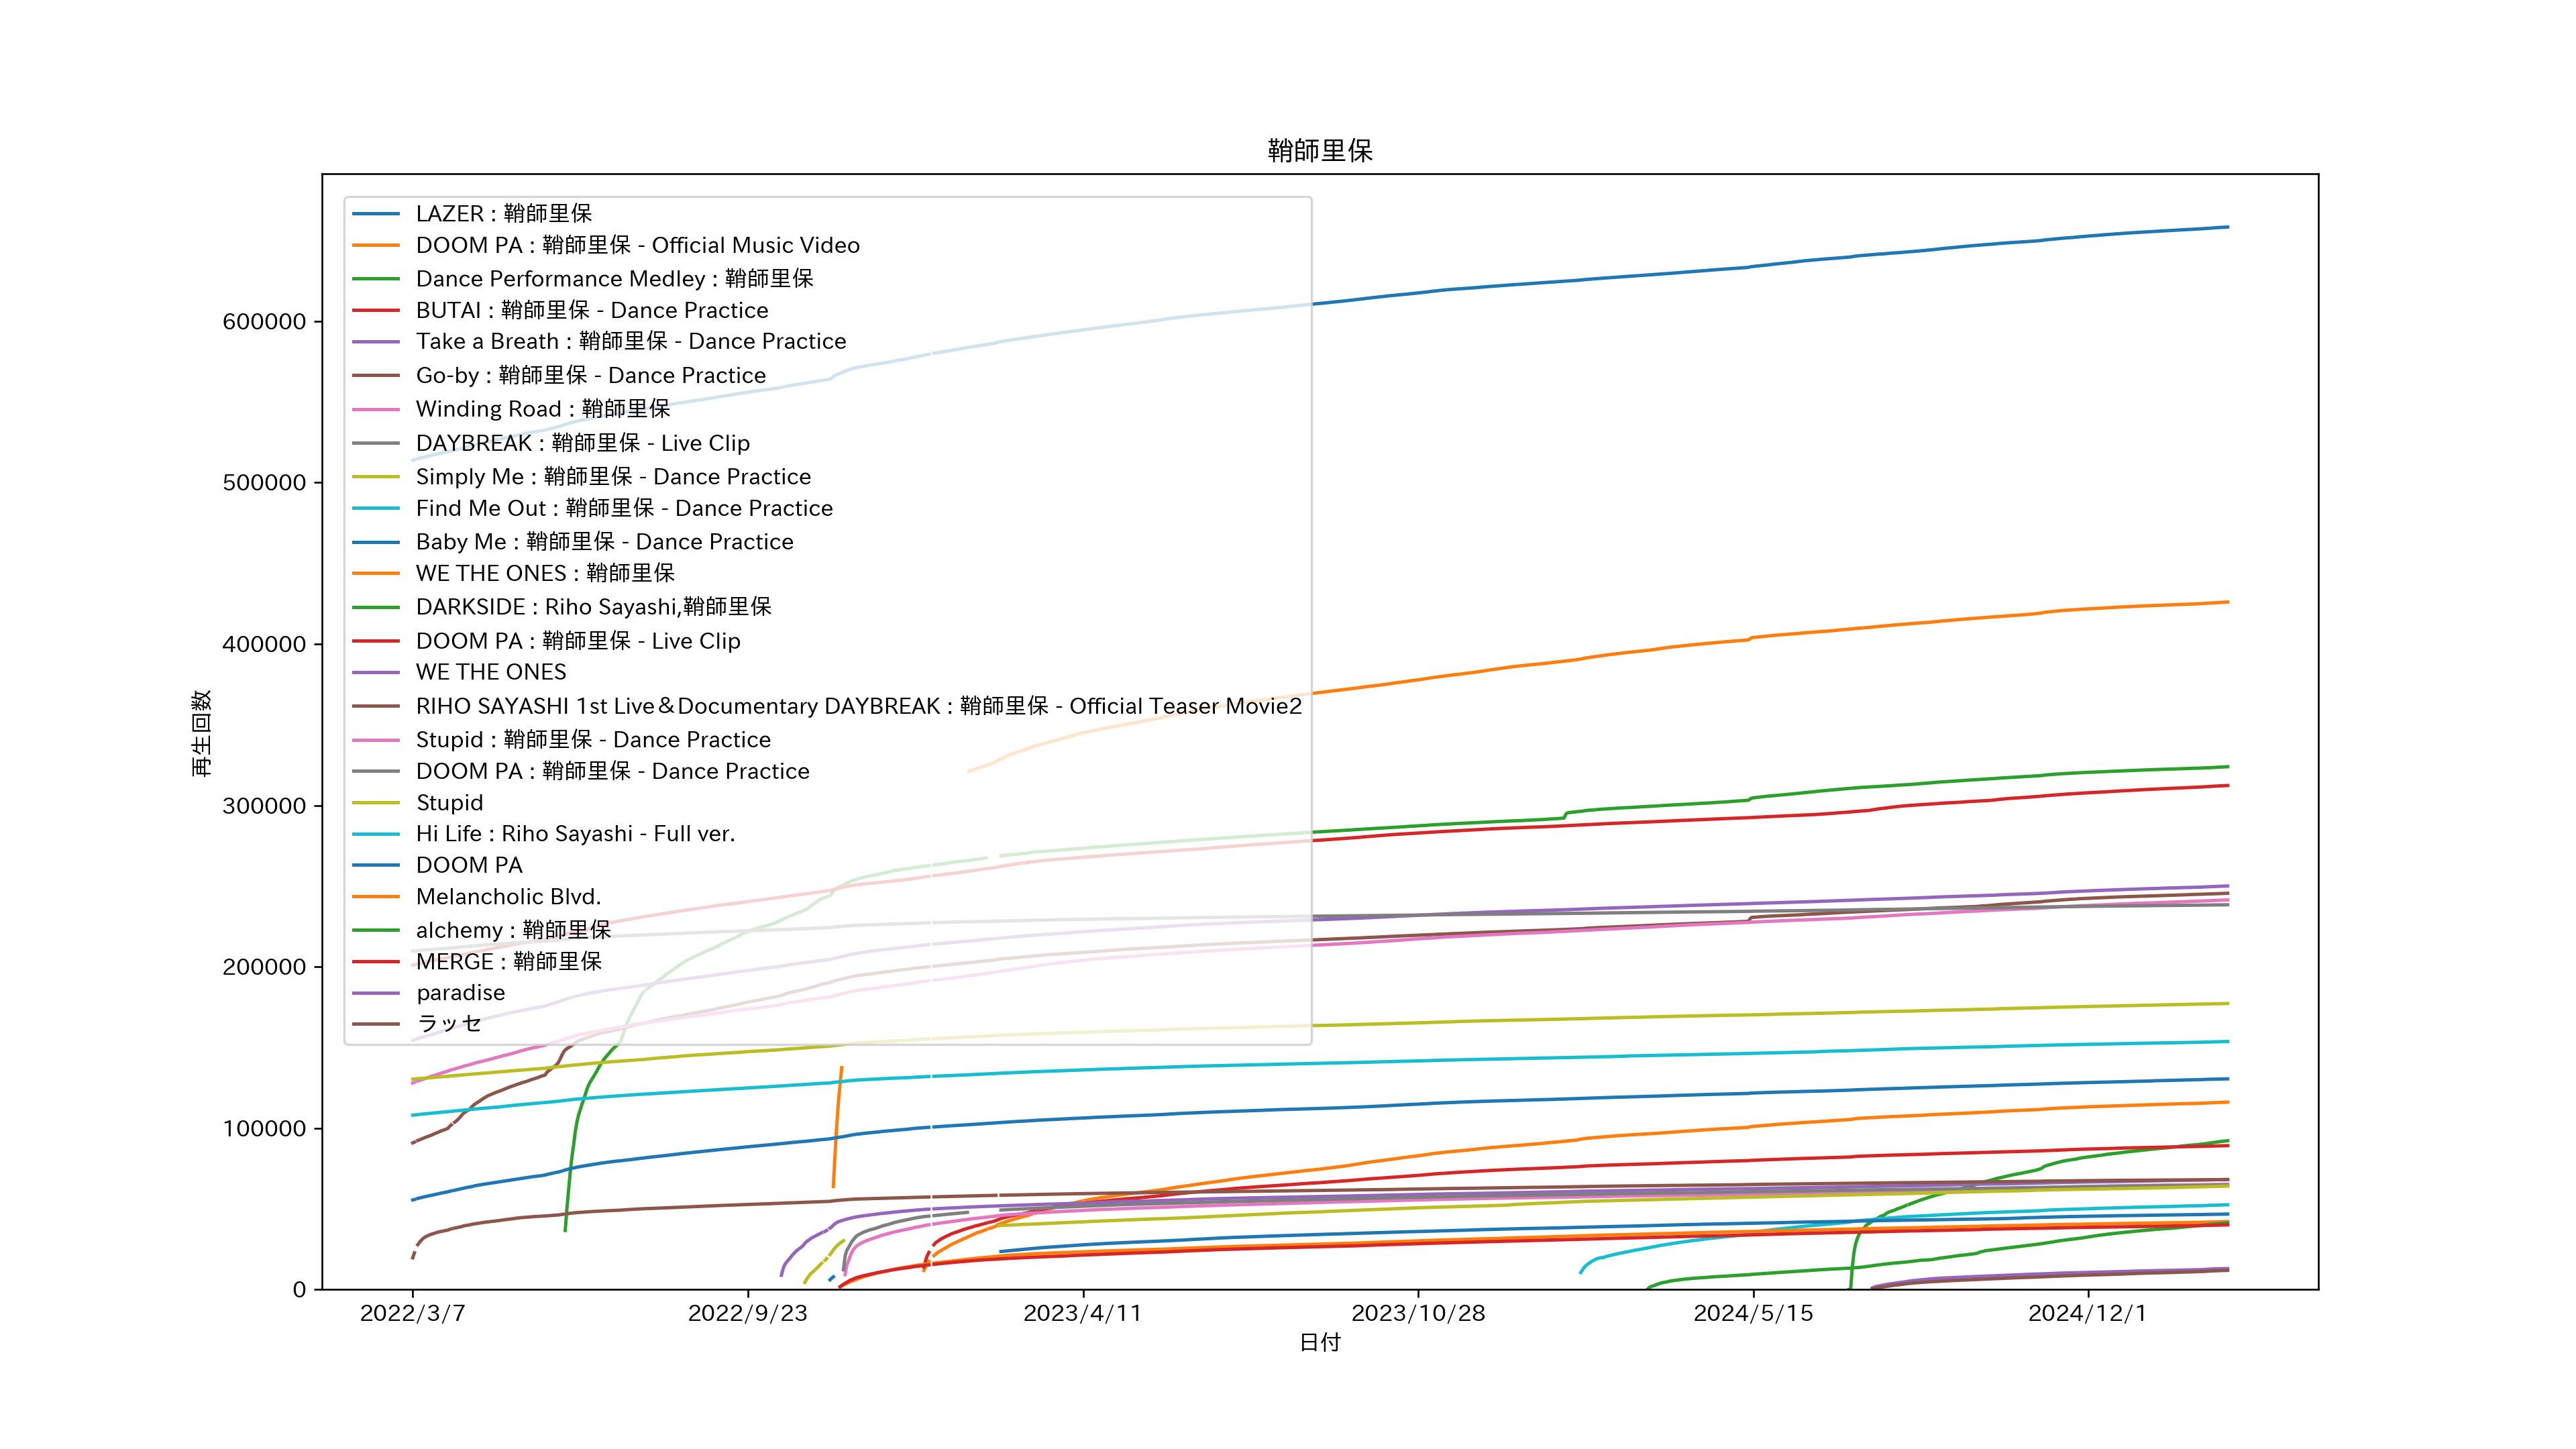 鞘師里保
LAZER : 鞘師里保
DOOM PA : 鞘師里保 - Official Music Video
Dance Performance Medley : 鞘師里保
BUTAI : 鞘師里保 - Dance Practice
Take a Breath : 鞘師里保 - Dance Practice
Go-by : 鞘師里保 - Dance Practice
Winding Road : 鞘師里保
DAYBREAK : 鞘師里保 - Live Clip
Simply Me : 鞘師里保 - Dance Practice
Find Me Out : 鞘師里保 - Dance Practice
Baby Me : 鞘師里保 - Dance Practice
WE THE ONES : 鞘師里保
DARKSIDE : Riho Sayashi,鞘師里保
DOOM PA : 鞘師里保 - Live Clip
WE THE ONES
RIHO SAYASHI 1st Live＆Documentary DAYBREAK : 鞘師里保 - Official Teaser Movie2
Stupid : 鞘師里保 - Dance Practice
DOOM PA : 鞘師里保 - Dance Practice
Stupid
Hi Life : Riho Sayashi - Full ver.
DOOM PA
Melancholic Blvd.
alchemy : 鞘師里保
MERGE : 鞘師里保
paradise
ラッセ
600000
500000
400000
300000
200000
100000
0
再生回数
2022/3/7 2022/9/23 2023/4/11 2023/10/28 2024/5/15 2024/12/1
日付